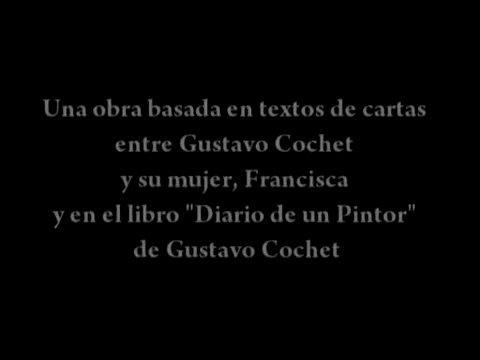 Una obra basada en textos de cartas
entre Gustavo Cochet
y su mujer, Francisca
y en el libro "Diario de un Pintor"
de Gustavo Cochet